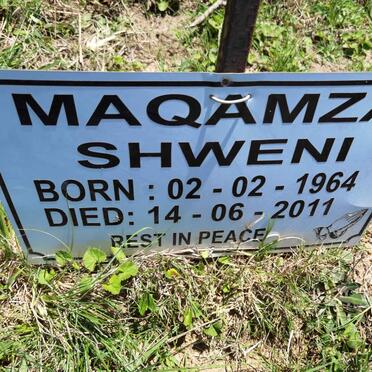 MAQAMZA
SHWENI
BORN : 02 - 02 - 1964
DIED: 14 - 06 - 2011
REST IN PEACE